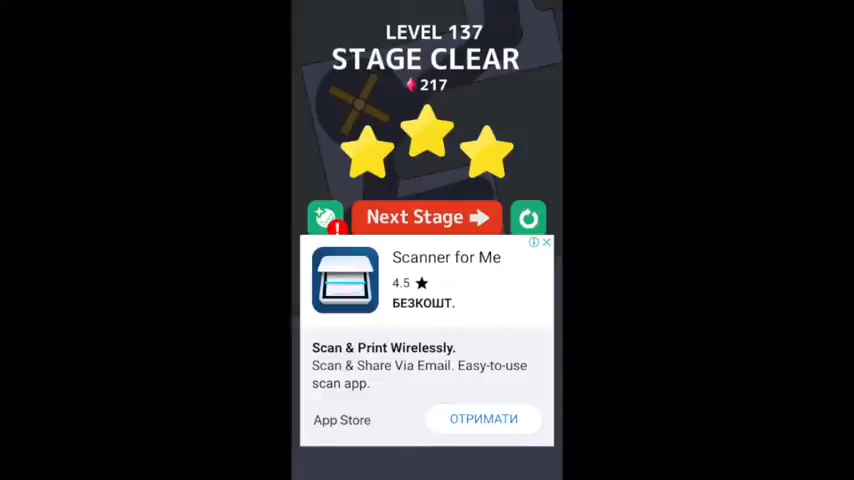 LEVEL 137
STAGE CLEAR
217
Next Stage
!
Scanner for Me
4.5 ★
БЕЗКОШТ.
Scan & Print Wirelessly.
Scan & Share Via Email. Easy-to-use
scan app.
App Store
ОТРИМАТИ